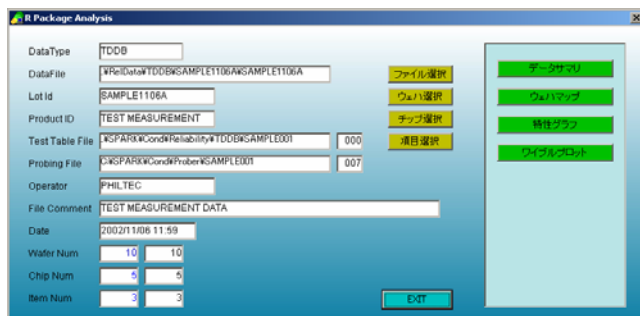 R Package Analysis
DataType TDDB
DataFile .¥RelData¥TDDB¥SAMPLE1106A¥SAMPLE1106A ファイル選択 データサマリ
Lot Id SAMPLE1106A ウェハ選択 ウェハマップ
Product ID TEST MEASUREMENT チップ選択 特性グラフ
Test Table File .¥SPARK¥Cond¥Reliability¥TDDB¥SAMPLE001 000 項目選択 ワイブルプロット
Probing File C:¥SPARK¥Cond¥Prober¥SAMPLE001 007
Operator PHILTEC
File Comment TEST MEASUREMENT DATA
Date 2002/11/06 11:59
Wafer Num 10 10
Chip Num 5 5
Item Num 3 3 EXIT